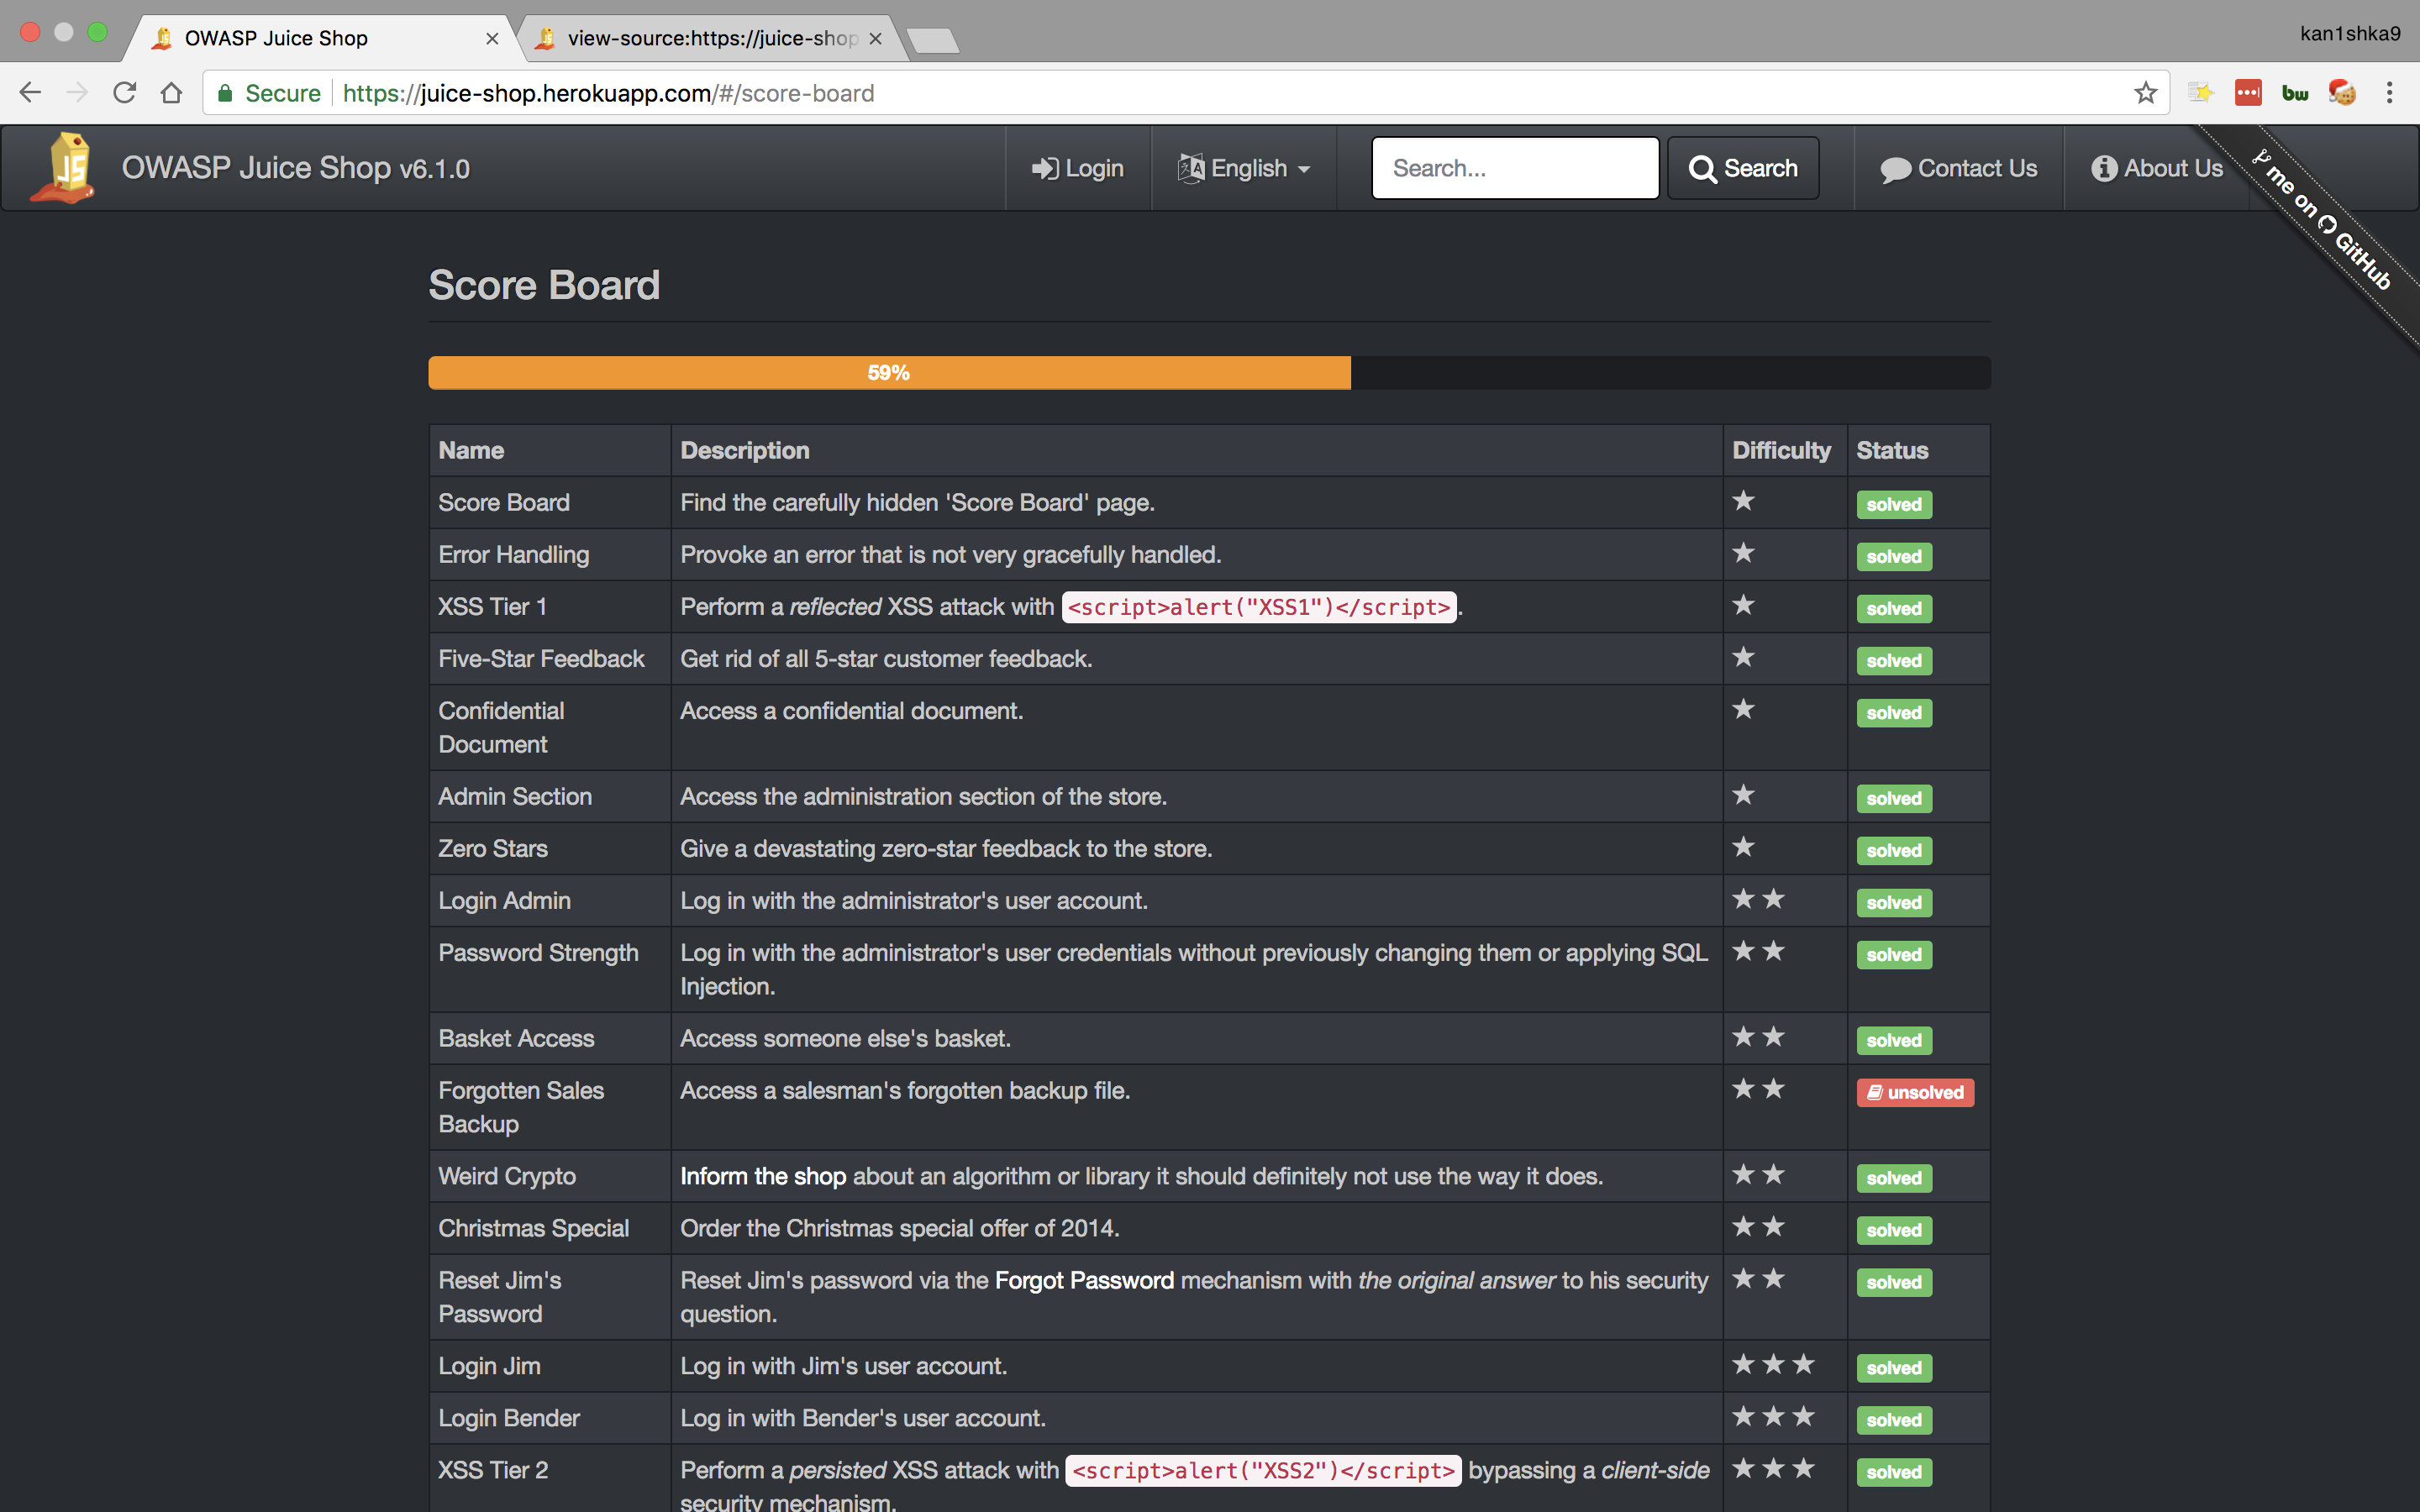 OWASP Juice Shop
view-source:https://juice-shop
kan1shka9
Secure https://juice-shop.herokuapp.com/#/score-board
OWASP Juice Shop v6.1.0
Login
English
Search...
Search
Contact Us
About Us
me on GitHub
Score Board
59%
Name Description Difficulty Status
Score Board Find the carefully hidden 'Score Board' page. solved
Error Handling Provoke an error that is not very gracefully handled. solved
XSS Tier 1 Perform a reflected XSS attack with <script>alert("XSS1")</script>. solved
Five-Star Feedback Get rid of all 5-star customer feedback. solved
Confidential Access a confidential document. solved
Document
Admin Section Access the administration section of the store. solved
Zero Stars Give a devastating zero-star feedback to the store. solved
Login Admin Log in with the administrator's user account. solved
Password Strength Log in with the administrator's user credentials without previously changing them or applying SQL solved
Injection.
Basket Access Access someone else's basket. solved
Forgotten Sales Access a salesman's forgotten backup file. unsolved
Backup
Weird Crypto Inform the shop about an algorithm or library it should definitely not use the way it does. solved
Christmas Special Order the Christmas special offer of 2014. solved
Reset Jim's Reset Jim's password via the Forgot Password mechanism with the original answer to his security solved
Password question.
Login Jim Log in with Jim's user account. solved
Login Bender Log in with Bender's user account. solved
XSS Tier 2 Perform a persisted XSS attack with <script>alert("XSS2")</script> bypassing a client-side solved
security mechanism.